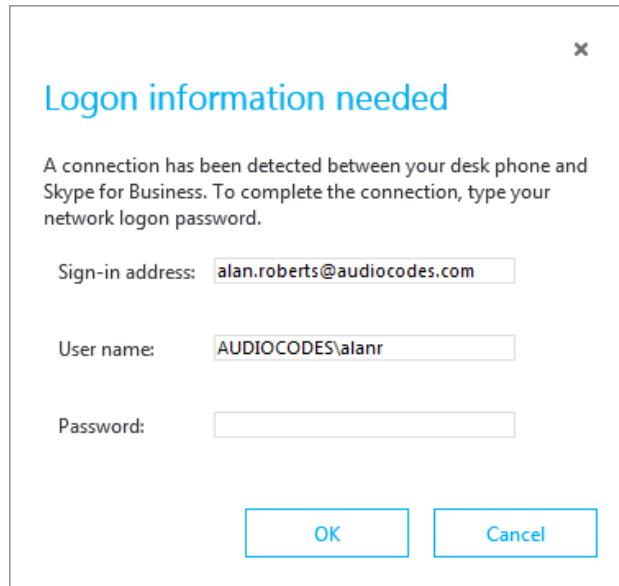 Logon information needed
A connection has been detected between your desk phone and
Skype for Business. To complete the connection, type your
network logon password.
Sign-in address: alan.roberts@audiocodes.com
User name: AUDIOCODES\alanr
Password:
OK Cancel